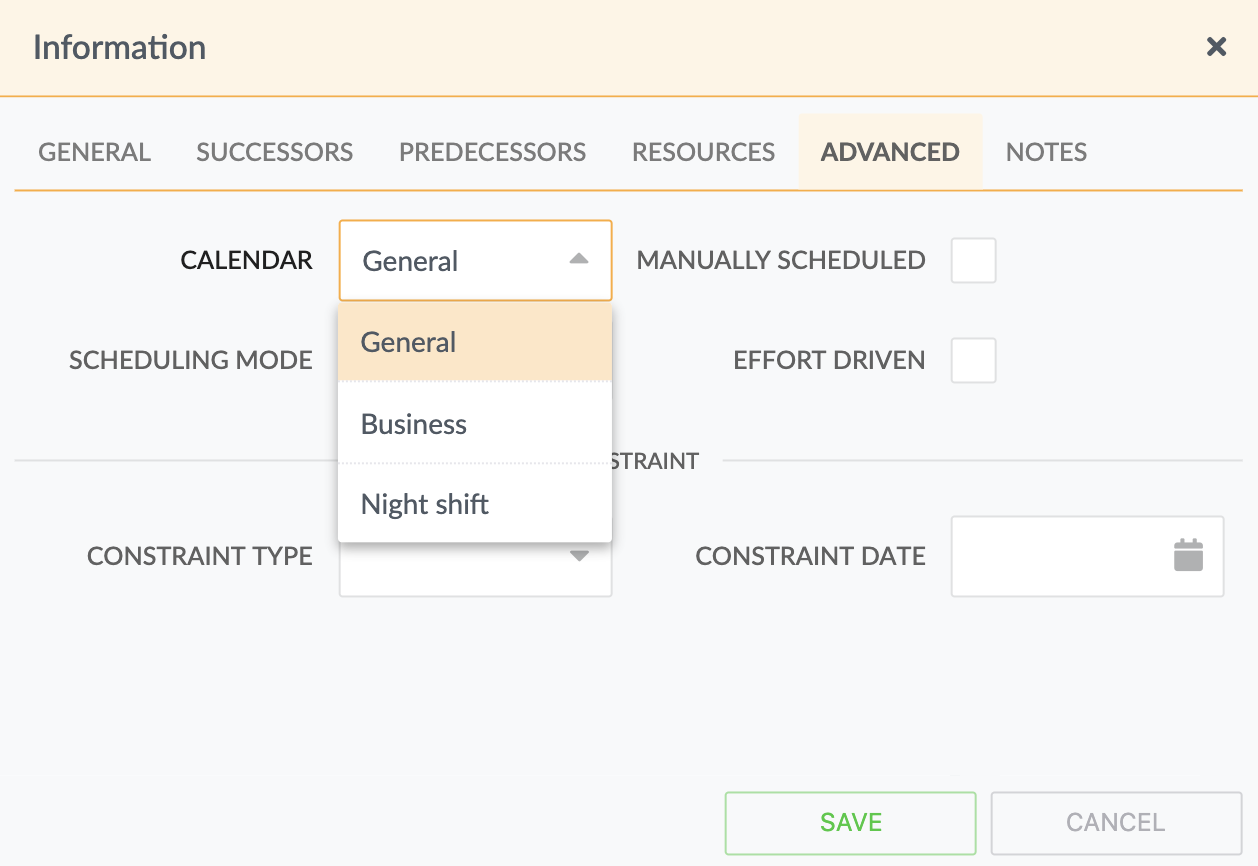 Information
GENERAL SUCCESSORS PREDECESSORS RESOURCES ADVANCED NOTES
CALENDAR General MANUALLY SCHEDULED
General
SCHEDULING MODE EFFORT DRIVEN
Business
STRAINT
Night shift
CONSTRAINT TYPE CONSTRAINT DATE
SAVE CANCEL